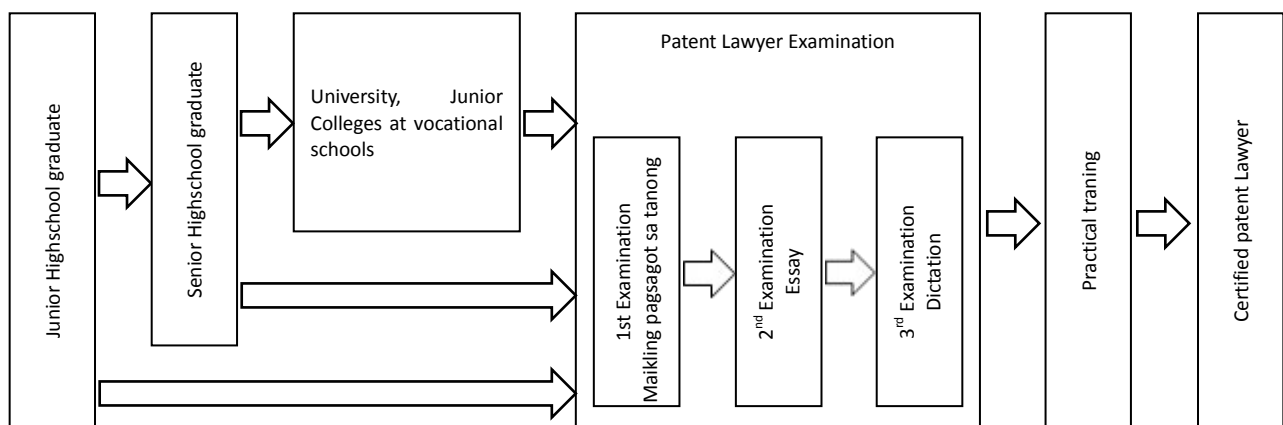 Junior Highschool graduate
Senior Highschool graduate
University, Junior
Colleges at vocational
schools
Patent Lawyer Examination
1st Examination
Maikling pagsagot sa tanong
2nd Examination
Essay
3rd Examination
Dictation
Practical traning
Certified patent Lawyer